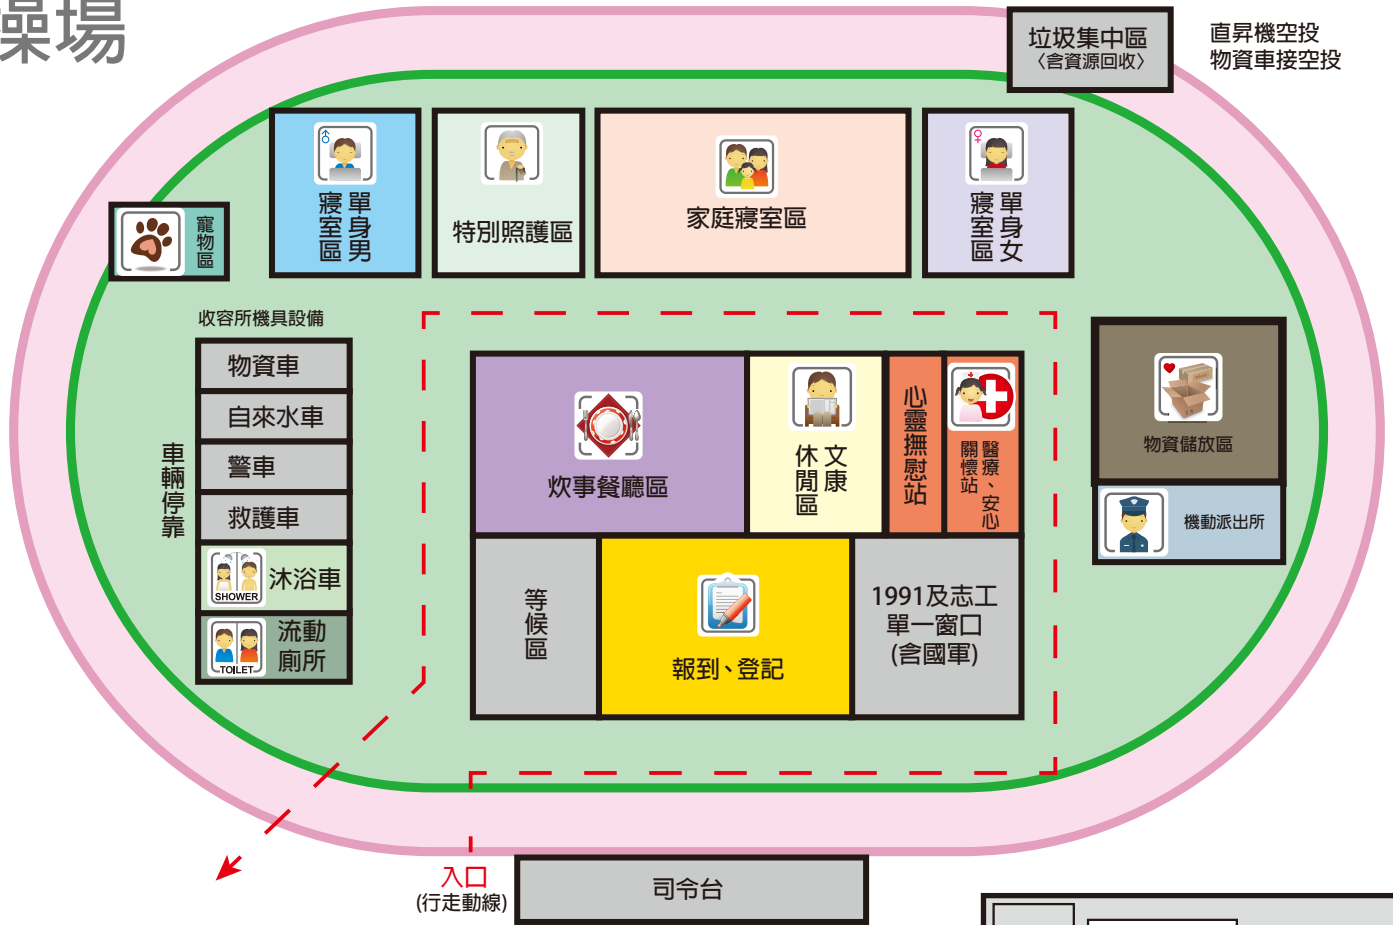 操場
垃圾集中區
〈含資源回收〉
直昇機空投
物資車接空投
單身男
寢室區
特別照護區
家庭寢室區
單身女
寢室區
寵物區
收容所機具設備
物資車
自來水車
警車
救護車
SHOWER
沐浴車
TOILET
流動
廁所
車輛停靠
炊事餐廳區
文康
休閒區
心靈撫慰站
醫療、安心
關懷站
物資儲放區
機動派出所
等候區
報到、登記
1991及志工
單一窗口
(含國軍)
入口
(行走動線)
司令台